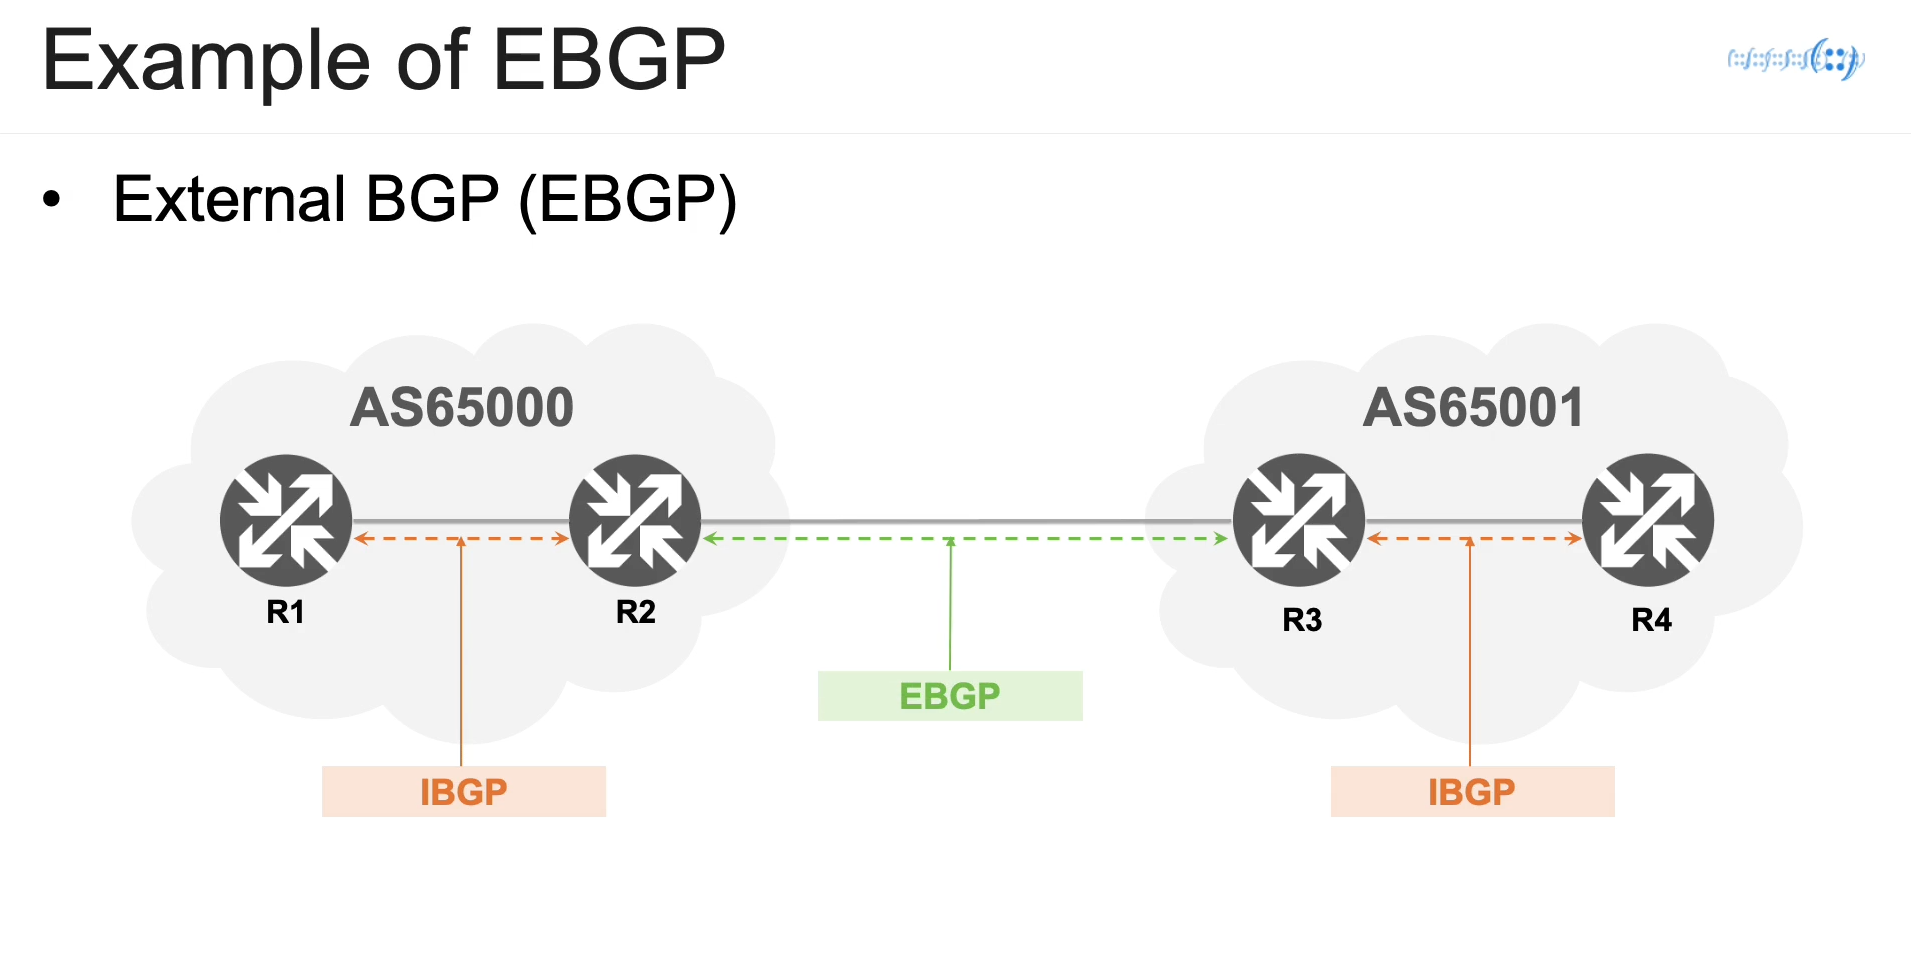 Example of EBGP
• External BGP (EBGP)
AS65000
AS65001
R1
R2
R3
R4
EBGP
IBGP
IBGP